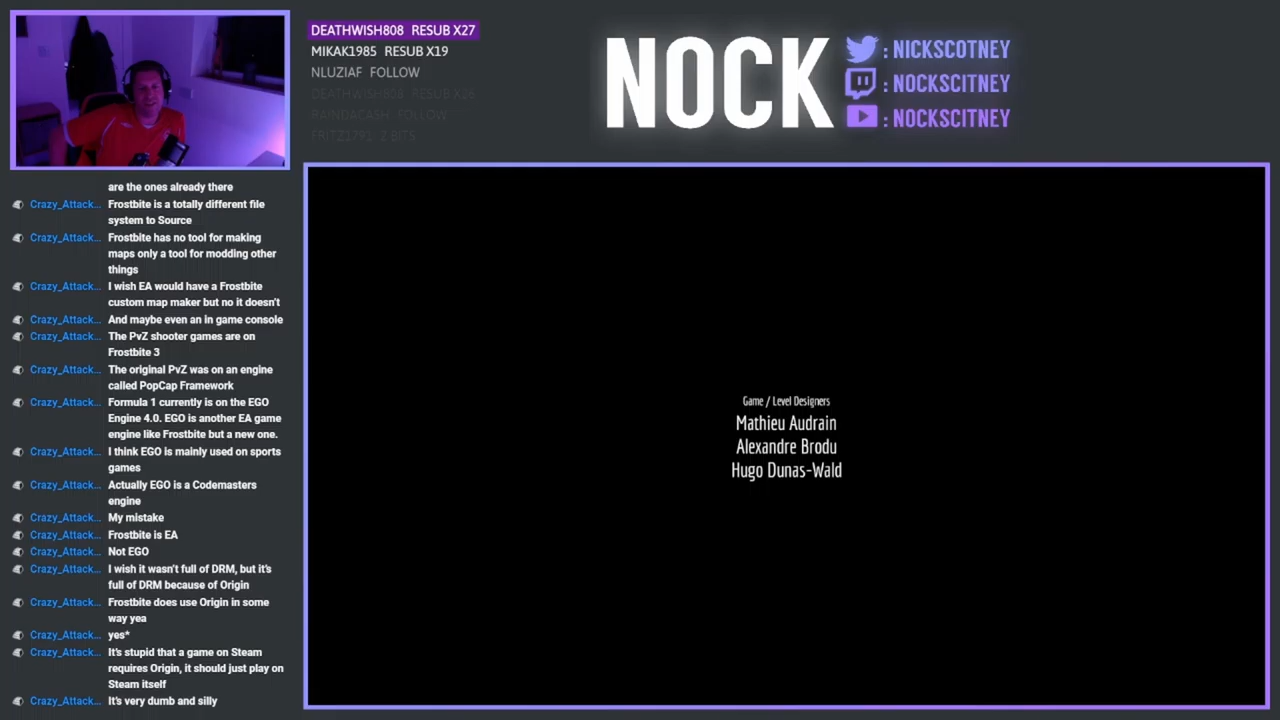 DEATHWISH808 RESUB X27
MIKAK1985 RESUB X19
NLUZIAF FOLLOW
DEATHWISH808 RESUB X26
RAINDACASH FOLLOW
FRITZ1791 2 BITS
NOCK
: NICKSCOTNEY
: NOCKSCITNEY
: NOCKSCITNEY
are the ones already there
Crazy_Attack... Frostbite is a totally different file
system to Source
Crazy_Attack... Frostbite has no tool for making
maps only a tool for modding other
things
Crazy_Attack... I wish EA would have a Frostbite
custom map maker but no it doesn't
Crazy_Attack... And maybe even an in game console
Crazy_Attack... The PvZ shooter games are on
Frostbite 3
Crazy_Attack... The original PvZ was on an engine
called PopCap Framework
Crazy_Attack... Formula 1 currently is on the EGO
Engine 4.0. EGO is another EA game
engine like Frostbite but a new one.
Crazy_Attack... I think EGO is mainly used on sports
games
Crazy_Attack... Actually EGO is a Codemasters
engine
Crazy_Attack... My mistake
Crazy_Attack... Frostbite is EA
Crazy_Attack... Not EGO
Crazy_Attack... I wish it wasn't full of DRM, but it's
full of DRM because of Origin
Crazy_Attack... Frostbite does use Origin in some
way yea
Crazy_Attack... yes*
Crazy_Attack... It's stupid that a game on Steam
requires Origin, it should just play on
Steam itself
Crazy_Attack... It's very dumb and silly
Game / Level Designers
Mathieu Audrain
Alexandre Brodu
Hugo Dunas-Wald